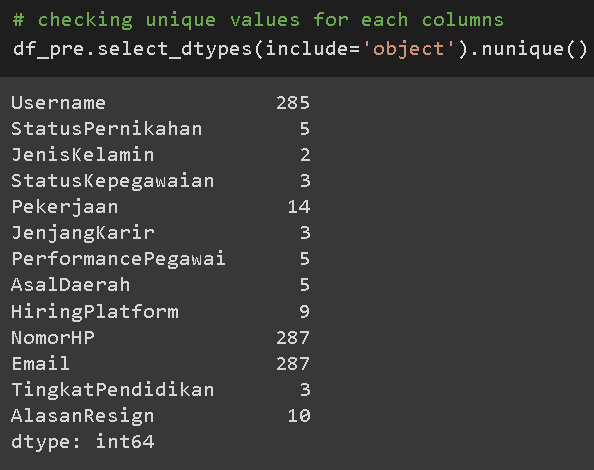 # checking unique values for each columns
df_pre.select_dtypes(include='object').nunique()
Username 285
StatusPernikahan 5
JenisKelamin 2
StatusKepegawaian 3
Pekerjaan 14
JenjangKarir 3
PerformancePegawai 5
AsalDaerah 5
HiringPlatform 9
NomorHP 287
Email 287
TingkatPendidikan 3
AlasanResign 10
dtype: int64